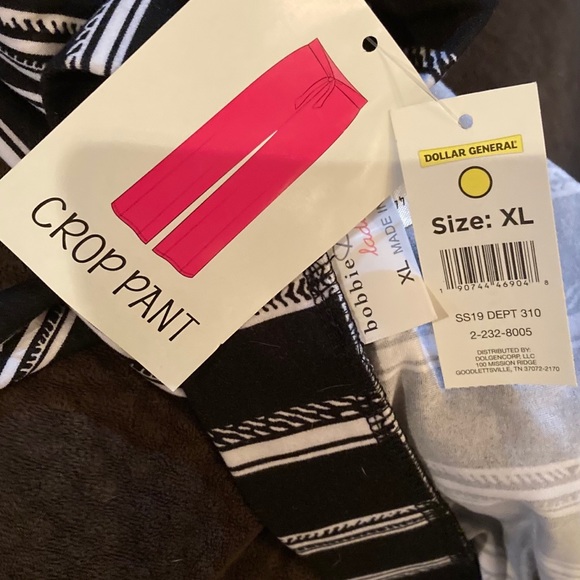 CROP PANT
bobbie
XL MADE IN
DOLLAR GENERAL
Size: XL
1 90744 46904 8
SS19 DEPT 310
2-232-8005
DISTRIBUTED BY:
DOLGENCORP, LLC
100 MISSION RIDGE
GOODLETTSVILLE, TN 37072-2170